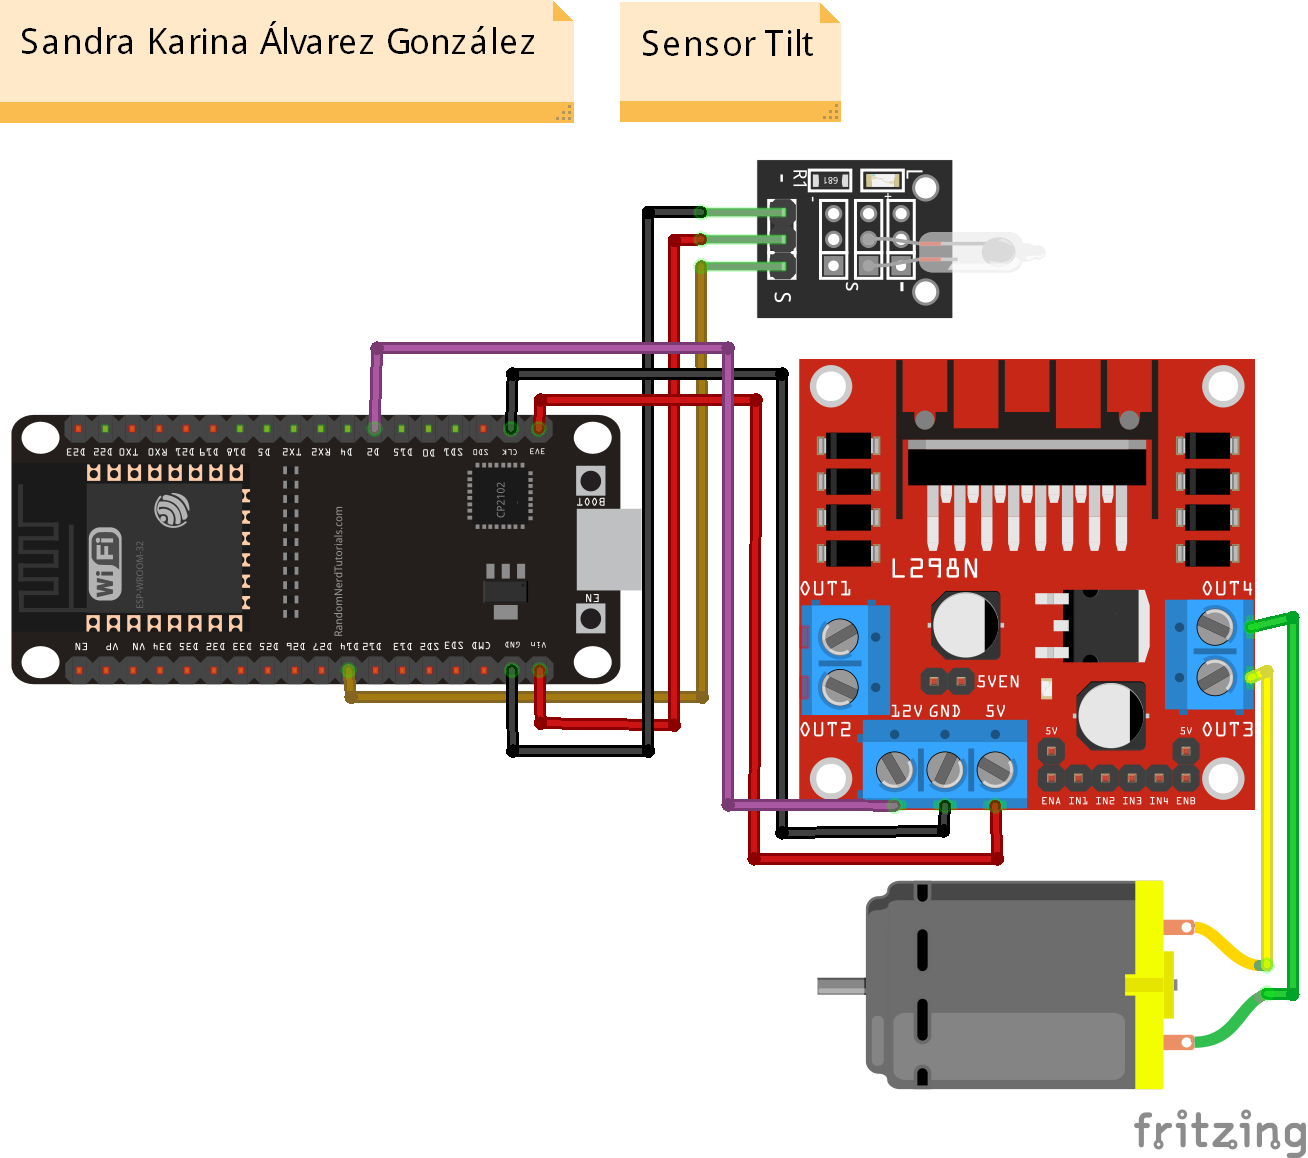 Sandra Karina Álvarez González
Sensor Tilt
-
R1
681
L
+
-
S
S
-
D23
D22
TX0
RX0
D21
D19
D18
D5
TX2
RX2
D4
D2
D15
D0
SD1
SD0
CLK
3V3
WiFi
ESP-WROOM-32
RandomNerdTutorials.com
CP2102
BOOT
EN
EN
VP
VN
D34
D35
D32
D33
D25
D26
D27
D14
D12
D13
SD2
SD3
CMD
GND
Vin
L298N
OUT1
OUT4
5VEN
OUT2
12V GND 5V
OUT3
5V
5V
ENA IN1 IN2 IN3 IN4 ENB
fritzing